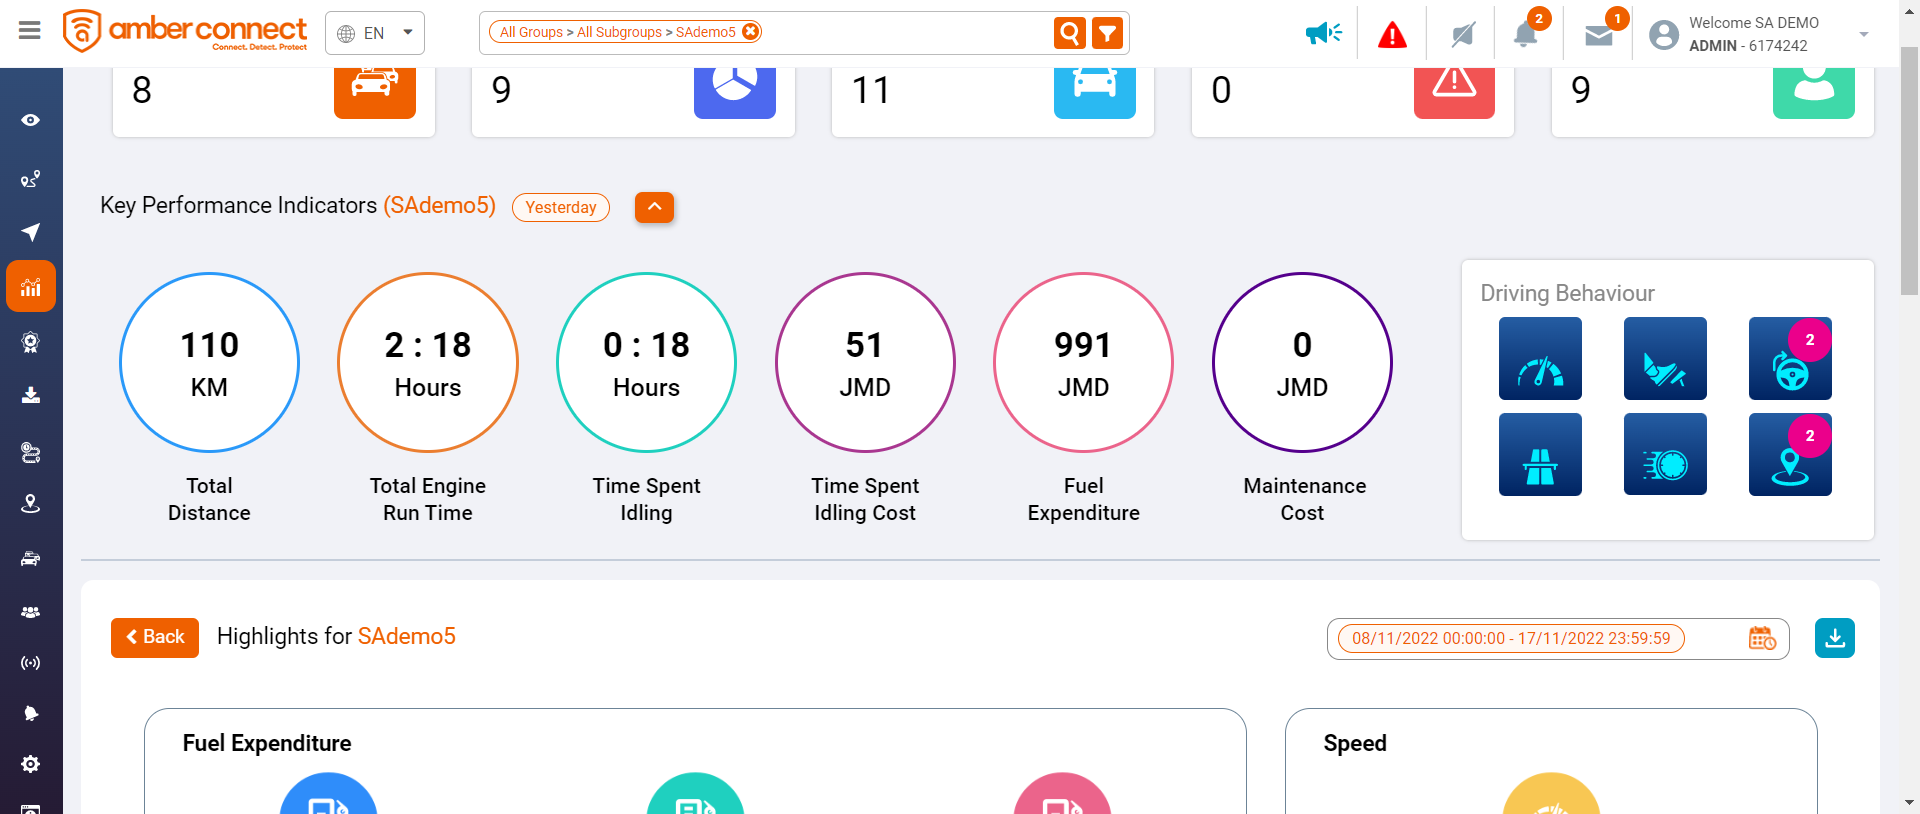 amber connect
Connect. Detect. Protect
EN
All Groups > All Subgroups > SAdemo5
2
1
Welcome SA DEMO
ADMIN - 6174242
8
9
11
0
9
Key Performance Indicators (SAdemo5)
Yesterday
110
KM
Total
Distance
2 : 18
Hours
Total Engine
Run Time
0 : 18
Hours
Time Spent
Idling
51
JMD
Time Spent
Idling Cost
991
JMD
Fuel
Expenditure
0
JMD
Maintenance
Cost
Driving Behaviour
2
2
Back
Highlights for SAdemo5
08/11/2022 00:00:00 - 17/11/2022 23:59:59
Fuel Expenditure
Speed